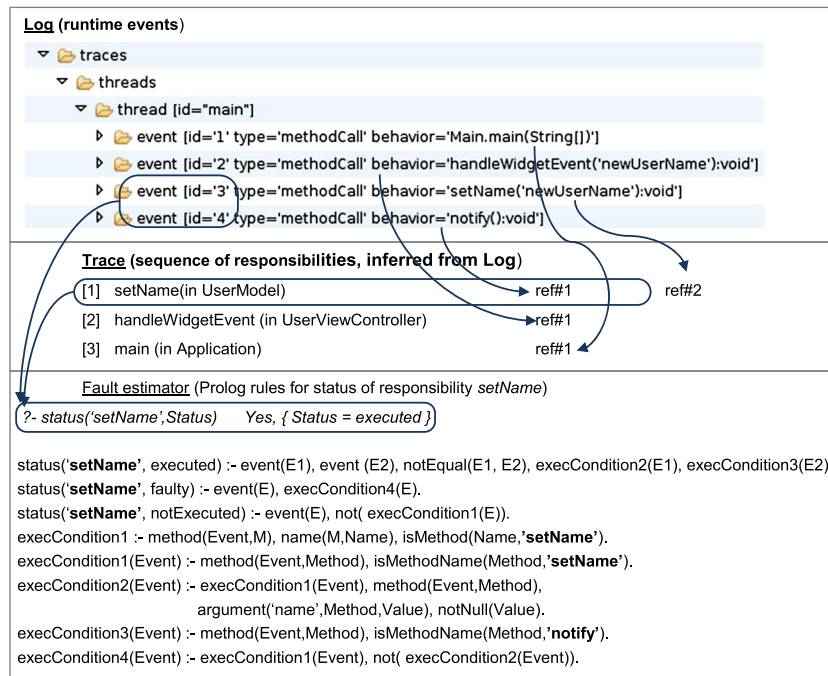 Log (runtime events)
traces
threads
thread [id="main"]
event [id='1' type='methodCall' behavior='Main.main(String[])']
event [id='2' type='methodCall' behavior='handleWidgetEvent('newUserName'):void']
event [id='3' type='methodCall' behavior='setName('newUserName'):void']
event [id='4' type='methodCall' behavior='notify():void']
Trace (sequence of responsibilities, inferred from Log)
[1] setName(in UserModel) ref#1 ref#2
[2] handleWidgetEvent (in UserViewController) ref#1
[3] main (in Application) ref#1
Fault estimator (Prolog rules for status of responsibility setName)
?- status(‘setName’,Status) Yes, { Status = executed }
status(‘setName’, executed) :- event(E1), event (E2), notEqual(E1, E2), execCondition2(E1), execCondition3(E2)
status(‘setName’, faulty) :- event(E), execCondition4(E).
status(‘setName’, notExecuted) :- event(E), not( execCondition1(E)).
execCondition1 :- method(Event,M), name(M,Name), isMethod(Name,’setName’).
execCondition1(Event) :- method(Event,Method), isMethodName(Method,’setName’).
execCondition2(Event) :- execCondition1(Event), method(Event,Method),
argument(‘name’,Method,Value), notNull(Value).
execCondition3(Event) :- method(Event,Method), isMethodName(Method,’notify’).
execCondition4(Event) :- execCondition1(Event), not( execCondition2(Event)).